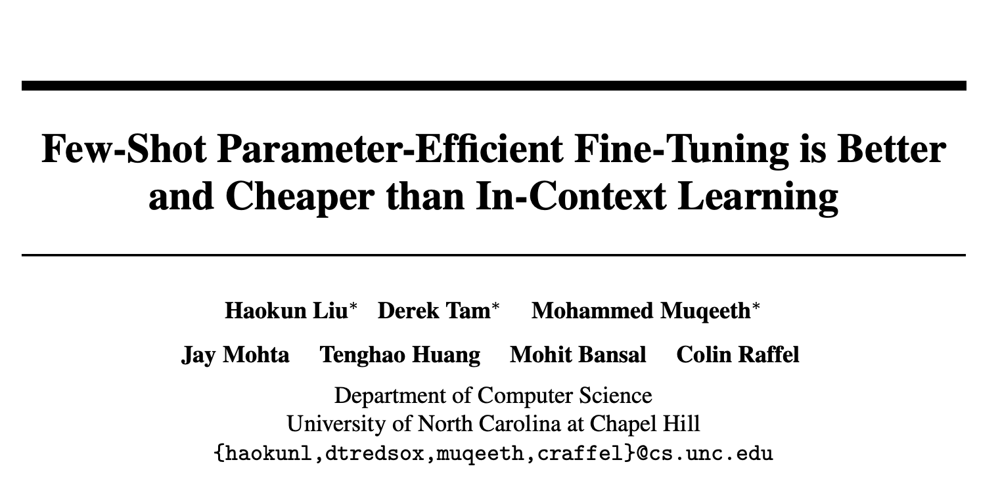 Few-Shot Parameter-Efficient Fine-Tuning is Better
and Cheaper than In-Context Learning
Haokun Liu* Derek Tam* Mohammed Muqeeth*
Jay Mohta Tenghao Huang Mohit Bansal Colin Raffel
Department of Computer Science
University of North Carolina at Chapel Hill
{haokunl,dtredsox,muqeeth,craffel}@cs.unc.edu